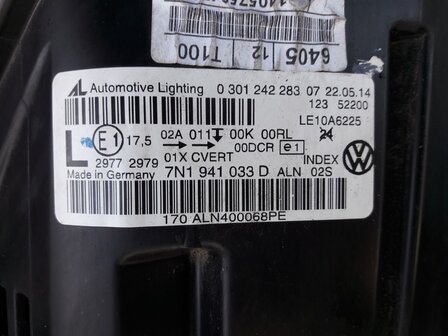 6405 12 T100
AL Automotive Lighting 0 301 242 283 07 22.05.14
123 52200
LE10A6225
L E1 17,5 02A 011 00K 00RL 24
→ → 00DCR e1
2977 2979 01X CVERT INDEX
Made in Germany 7N1 941 033 D ALN 02S
170 ALN400068PE